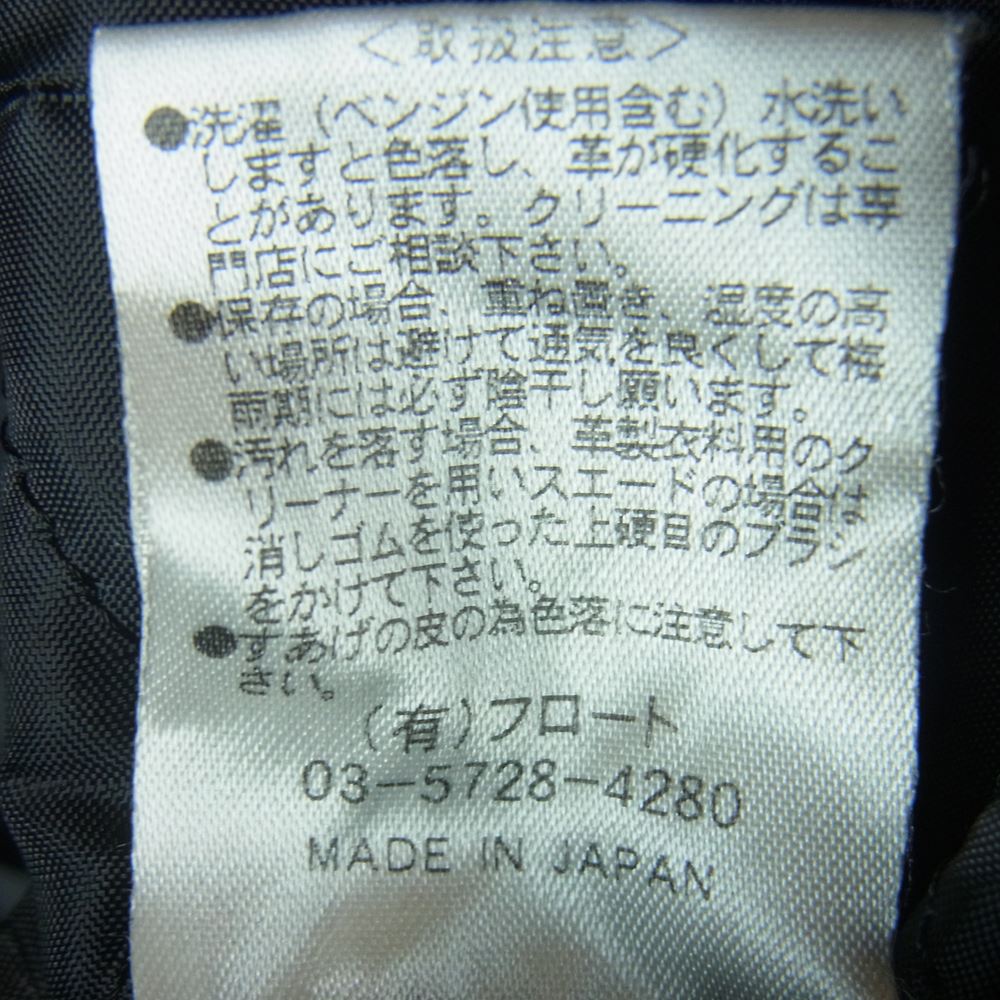 <取扱注意>
●洗濯（ベンジン使用含む）水洗い
しますと色落し、革が硬化するこ
とがあります。クリーニングは専
門店にご相談下さい。
●保存の場合、重ね置き、湿度の高
い場所は避けて通気を良くして梅
雨期には必ず陰干し願います。
●汚れを落す場合、革製衣料用のク
リーナーを用いスエードの場合は
消しゴムを使った上硬目のブラシ
をかけて下さい。
●すあげの皮の為色落に注意して下
さい。
（有）フロート
03-5728-4280
MADE IN JAPAN